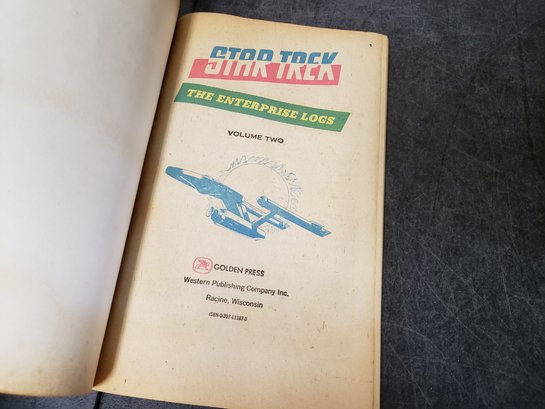 STAR TREK
THE ENTERPRISE LOGS
VOLUME TWO
GOLDEN PRESS
Western Publishing Company Inc.
Racine, Wisconsin